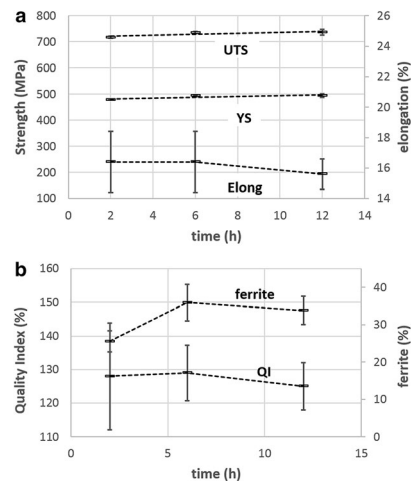 a
800
700
600
500
400
300
200
100
Strength (MPa)
26
24
22
20
18
16
14
elongation (%)
UTS
YS
Elong
0 2 4 6 8 10 12 14
time (h)
b
160
150
140
130
120
110
Quality Index (%)
40
30
20
10
0
ferrite (%)
ferrite
QI
0 5 10 15
time (h)